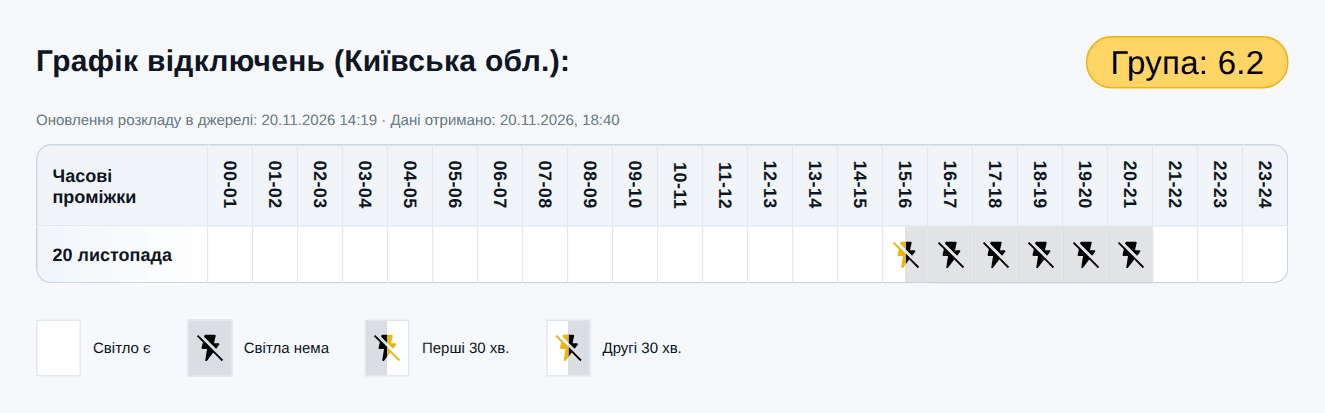 Графік відключень (Київська обл.):
Група: 6.2
Оновлення розкладу в джерелі: 20.11.2026 14:19 · Дані отримано: 20.11.2026, 18:40
Часові
проміжки
00-01 01-02 02-03 03-04 04-05 05-06 06-07 07-08 08-09 09-10 10-11 11-12 12-13 13-14 14-15 15-16 16-17 17-18 18-19 19-20 20-21 21-22 22-23 23-24
20 листопада
Світло є Світла нема Перші 30 хв. Другі 30 хв.